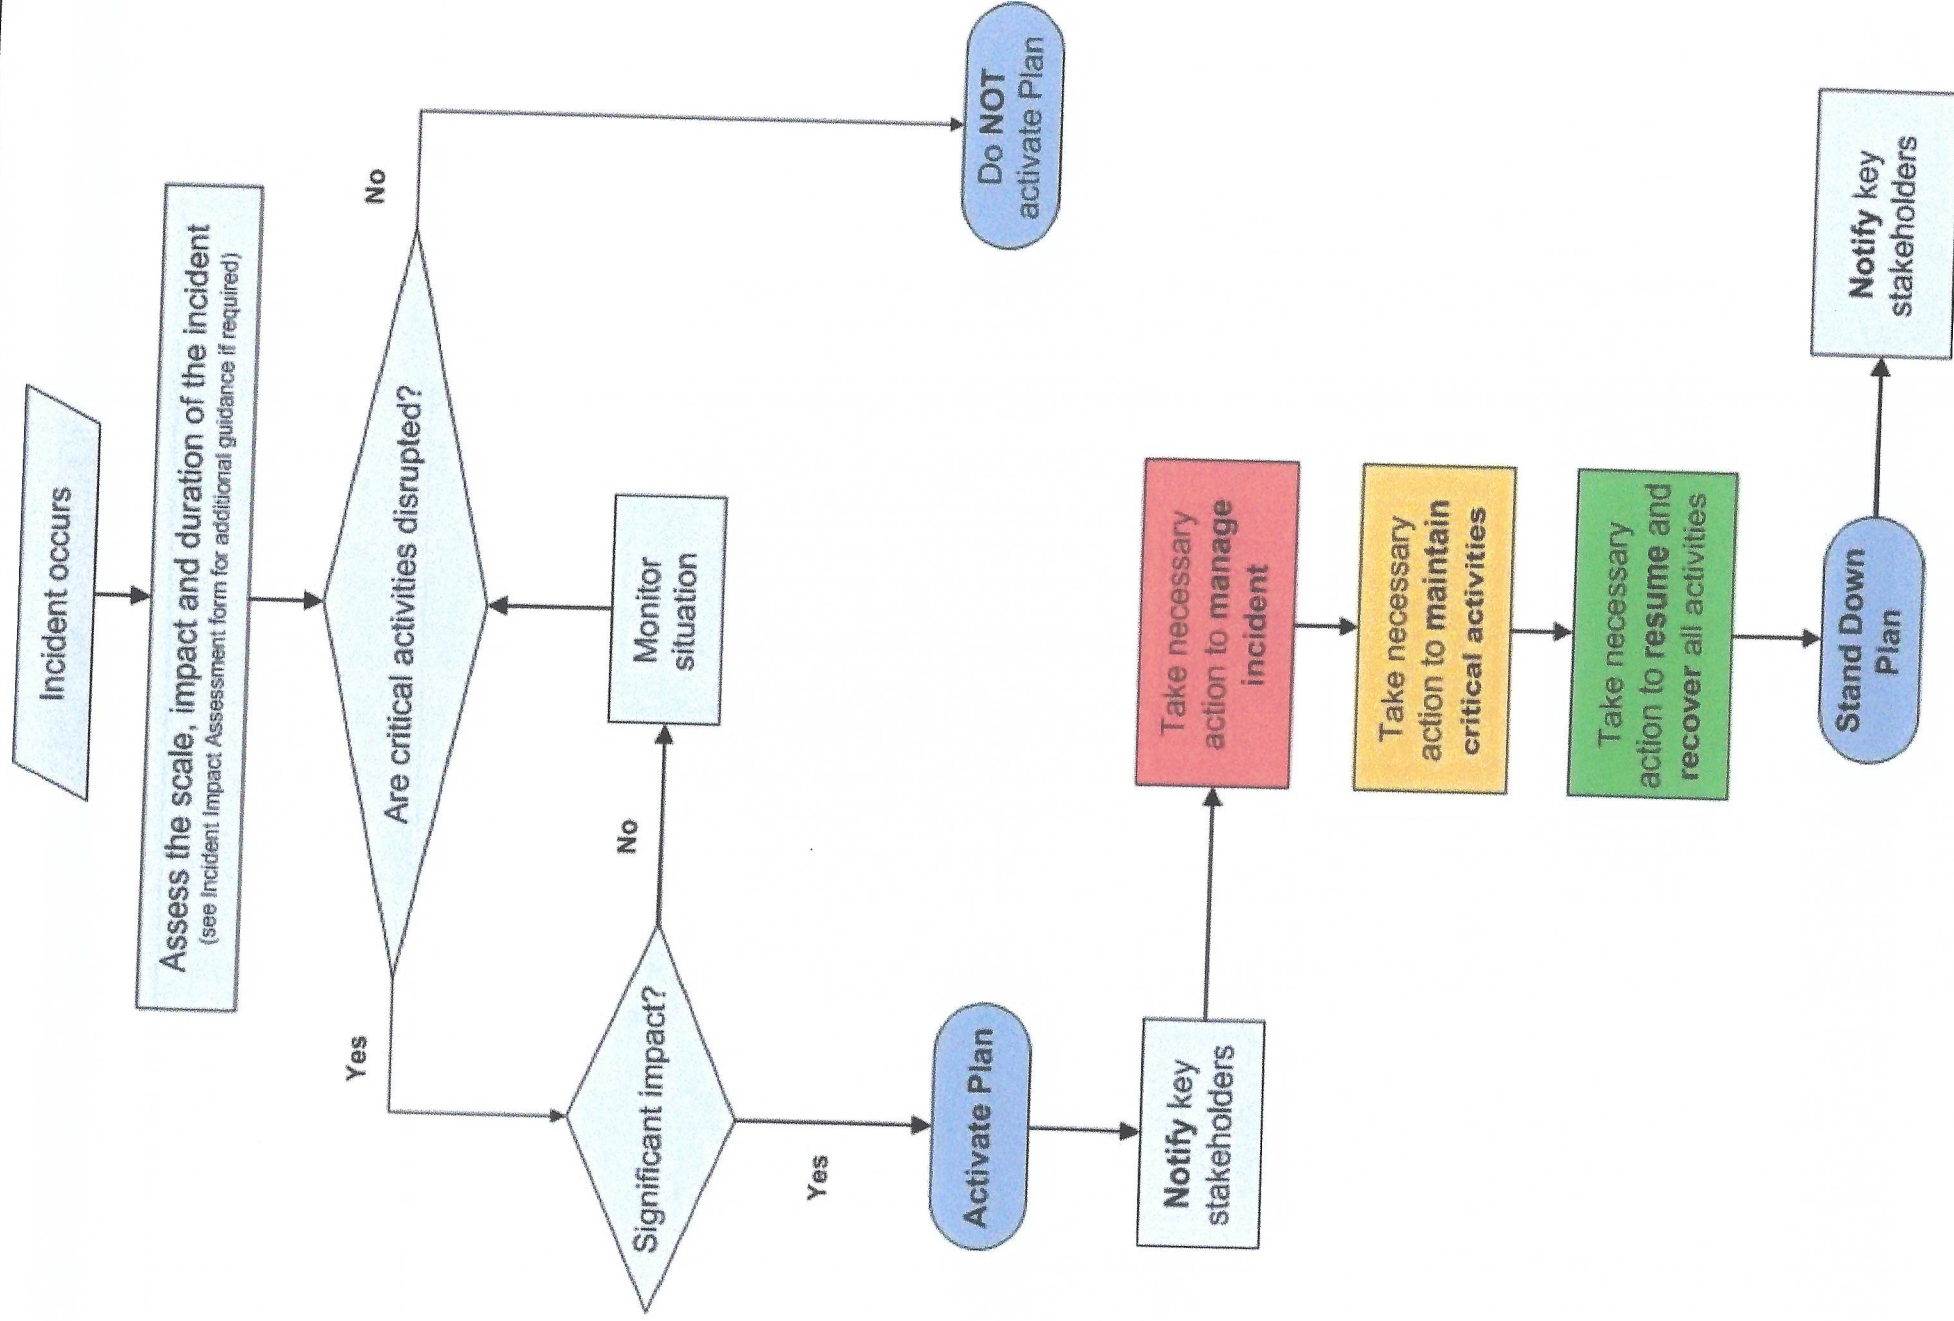 Incident occurs
Assess the scale, impact and duration of the incident
(see Incident Impact Assessment form for additional guidance if required)
Are critical activities disrupted?
Yes
No
Significant impact?
No
Monitor
situation
Yes
Activate Plan
Do NOT
activate Plan
Notify key
stakeholders
Take necessary
action to manage
incident
Take necessary
action to maintain
critical activities
Take necessary
action to resume and
recover all activities
Stand Down
Plan
Notify key
stakeholders